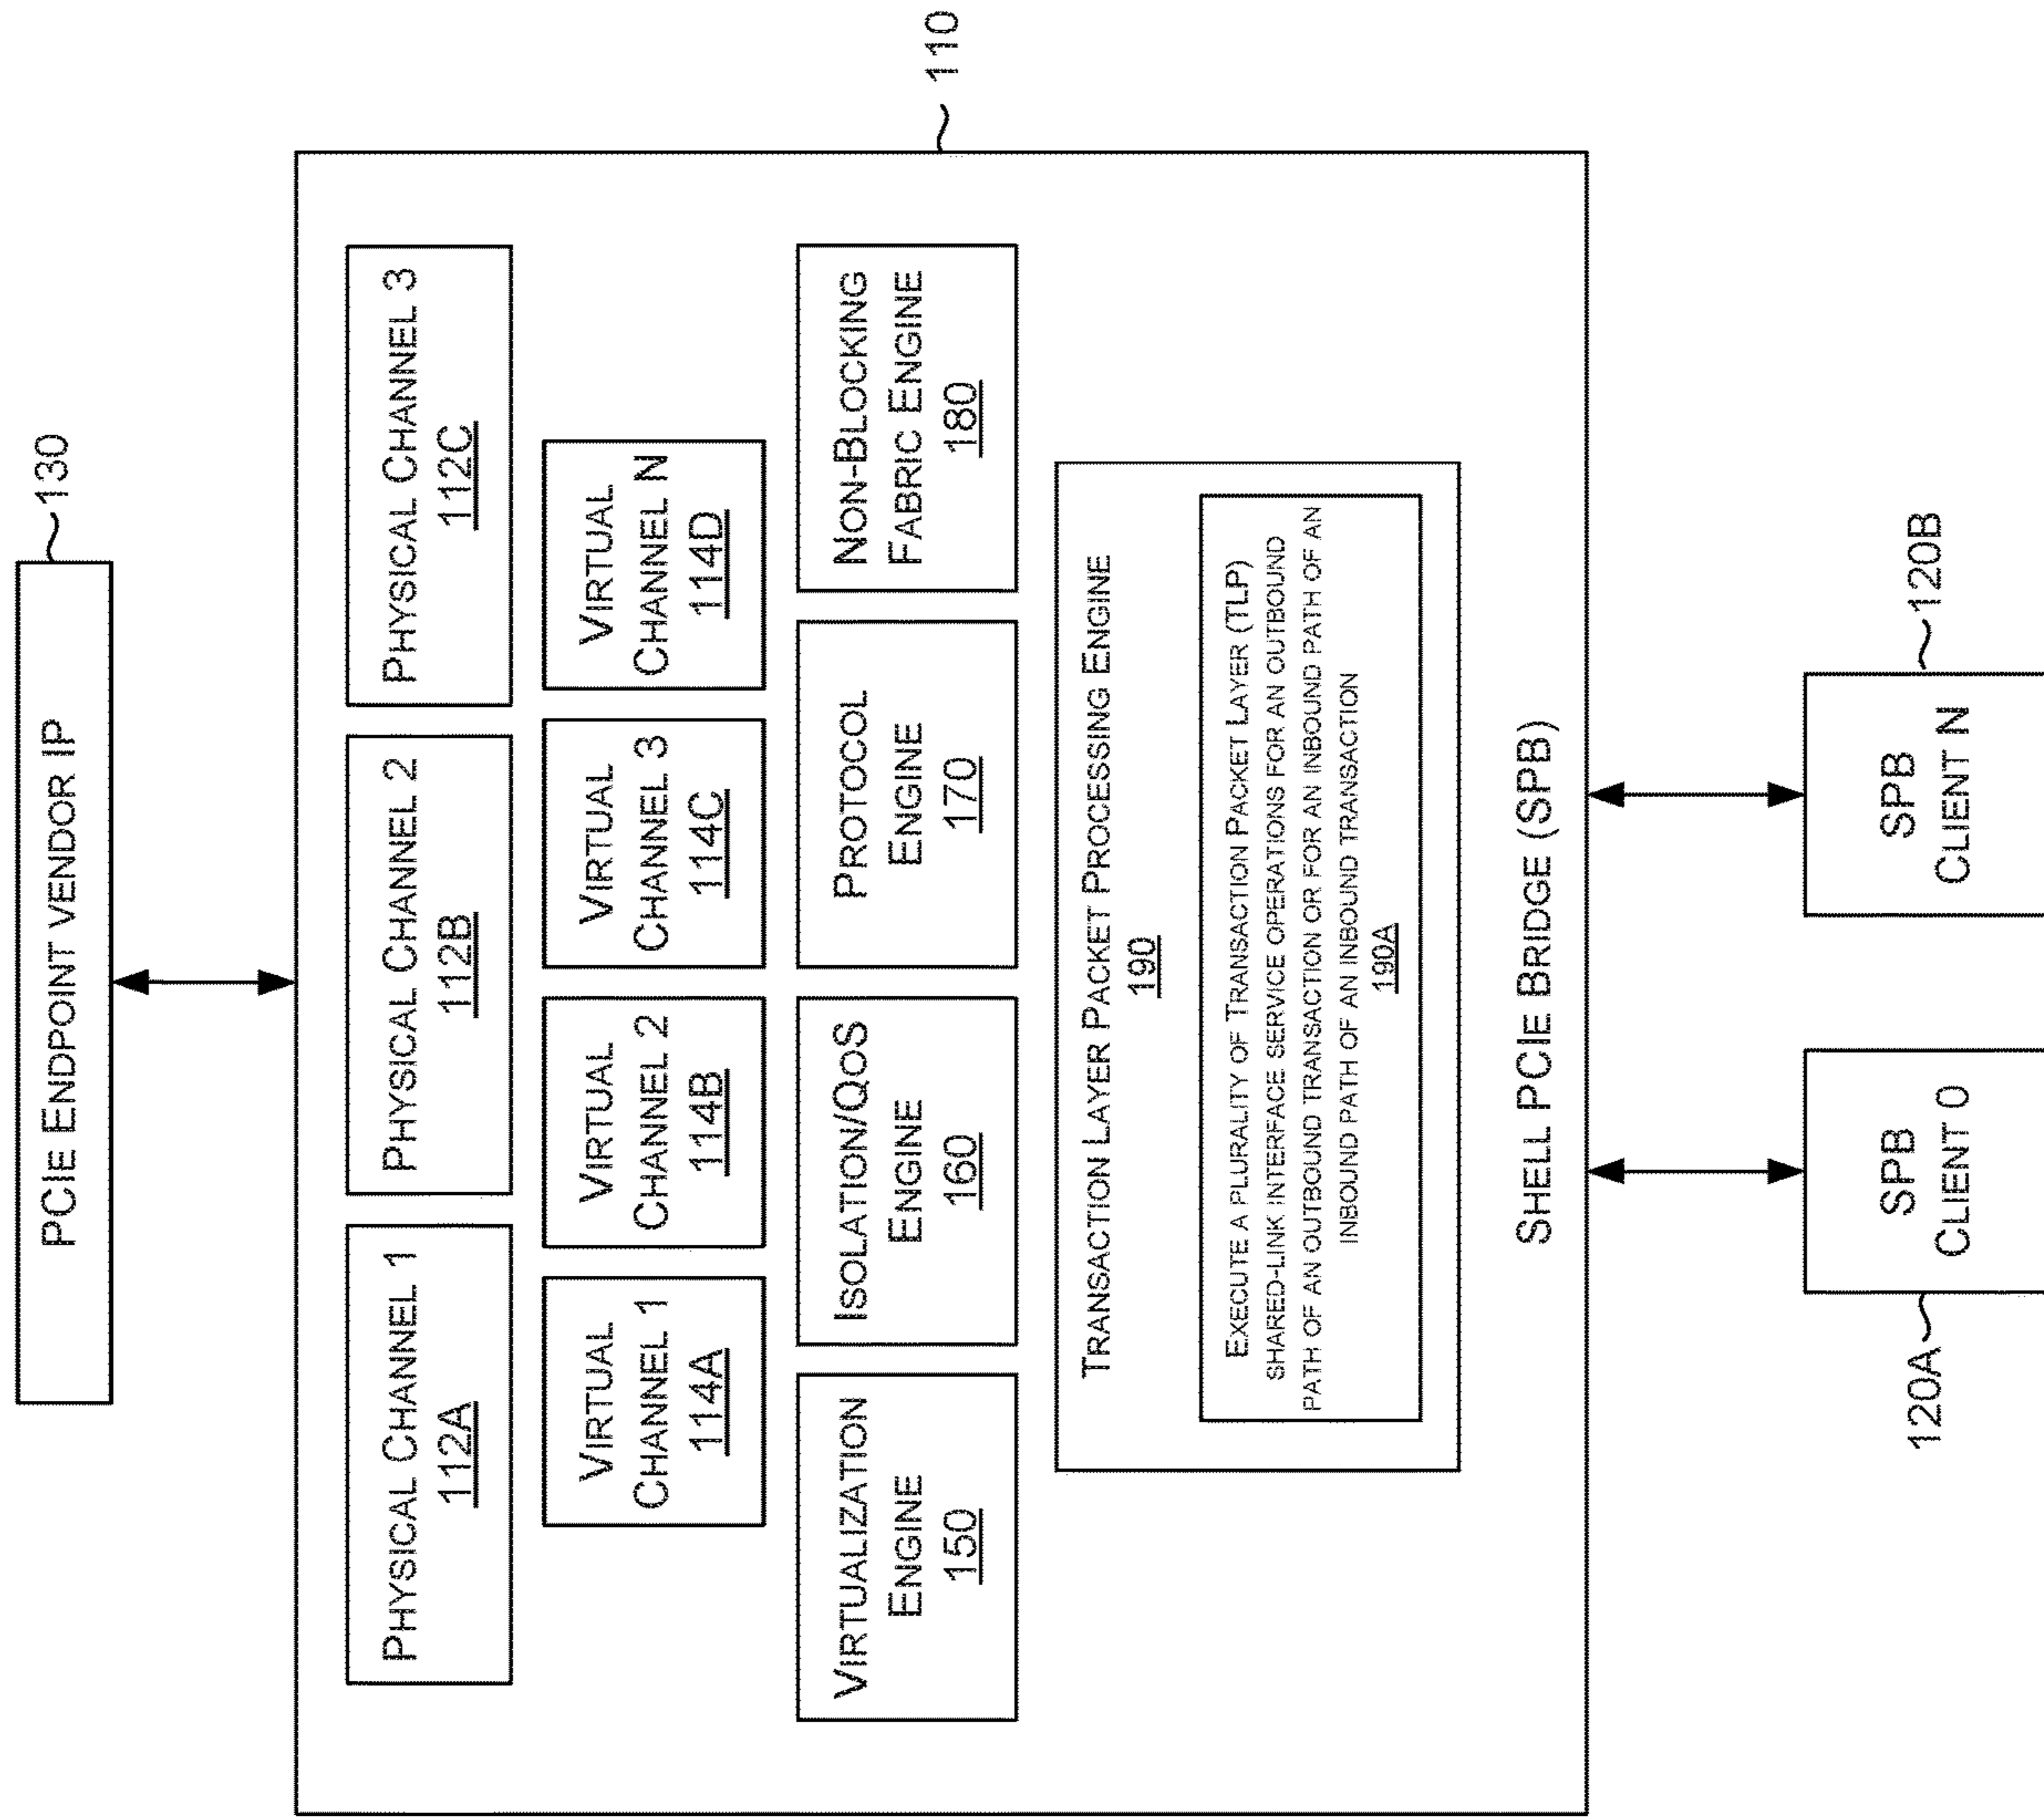 PCIE ENDPOINT VENDOR IP
130
110
PHYSICAL CHANNEL 1
112A
PHYSICAL CHANNEL 2
112B
PHYSICAL CHANNEL 3
112C
VIRTUAL
CHANNEL 1
114A
VIRTUAL
CHANNEL 2
114B
VIRTUAL
CHANNEL 3
114C
VIRTUAL
CHANNEL N
114D
VIRTUALIZATION
ENGINE
150
ISOLATION/QOS
ENGINE
160
PROTOCOL
ENGINE
170
NON-BLOCKING
FABRIC ENGINE
180
TRANSACTION LAYER PACKET PROCESSING ENGINE
190
EXECUTE A PLURALITY OF TRANSACTION PACKET LAYER (TLP)
SHARED-LINK INTERFACE SERVICE OPERATIONS FOR AN OUTBOUND
PATH OF AN OUTBOUND TRANSACTION OR FOR AN INBOUND PATH OF AN
INBOUND PATH OF AN INBOUND TRANSACTION
190A
SHELL PCIE BRIDGE (SPB)
120A
SPB
CLIENT 0
SPB
CLIENT N
120B